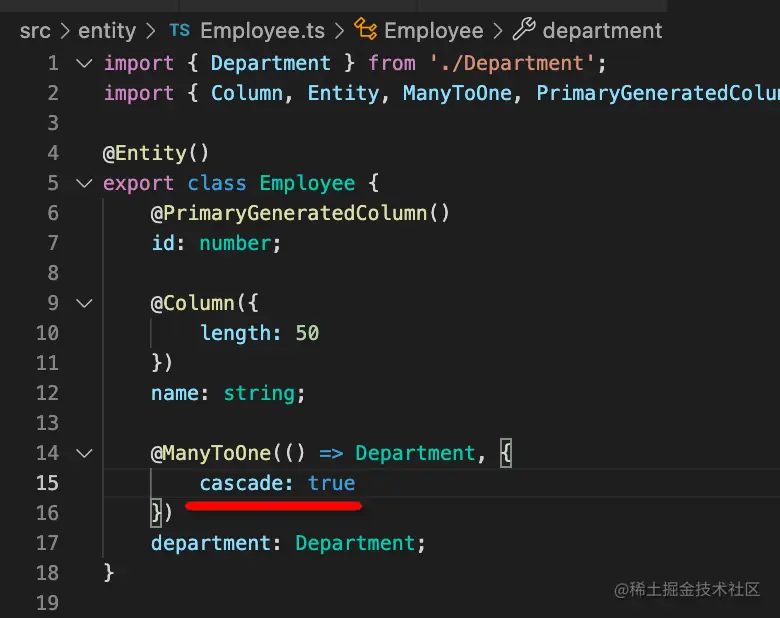 src > entity > TS Employee.ts > Employee > department
1 import { Department } from './Department';
2 import { Column, Entity, ManyToOne, PrimaryGeneratedColu
3
4 @Entity()
5 export class Employee {
6 @PrimaryGeneratedColumn()
7 id: number;
8
9 @Column({
10 length: 50
11 })
12 name: string;
13
14 @ManyToOne(() => Department, {
15 cascade: true
16 })
17 department: Department;
18 }
19
@稀土掘金技术社区